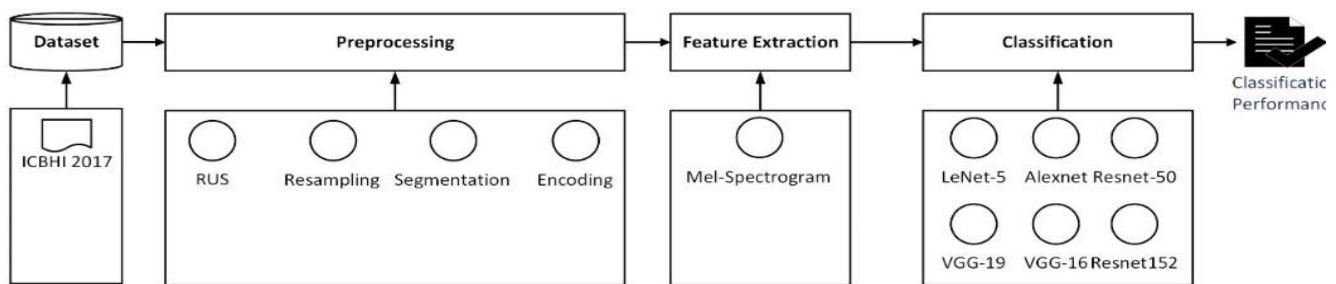 Dataset
Preprocessing
Feature Extraction
Classification
Classificatio
Performanc
ICBHI 2017
RUS
Resampling
Segmentation
Encoding
Mel-Spectrogram
LeNet-5
Alexnet
Resnet-50
VGG-19
VGG-16
Resnet152